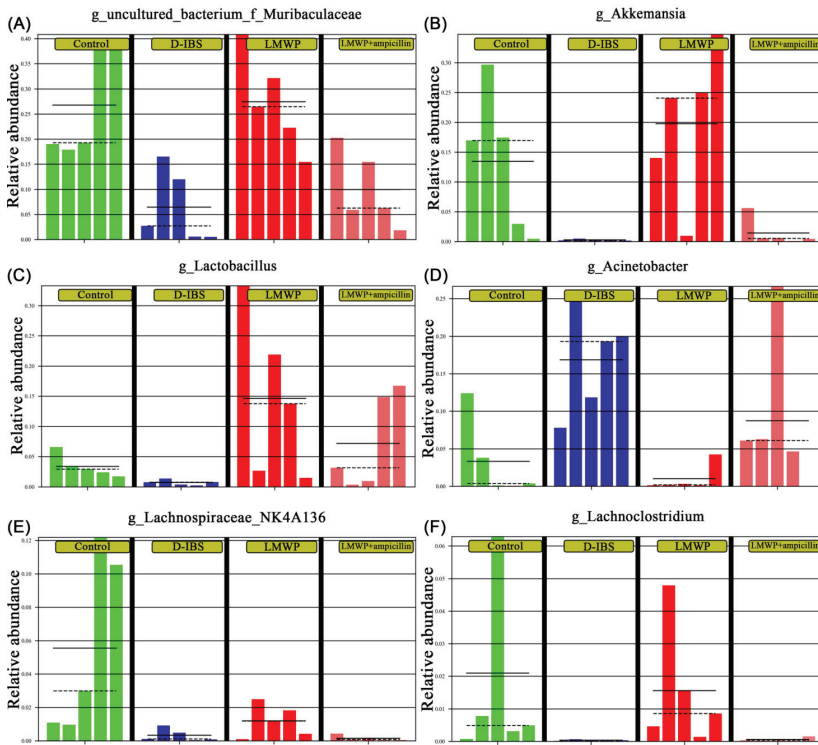 (A) g_uncultured_bacterium_f_Muribaculaceae
Control D-IBS LMWP LMWP+ampicillin
Relative abundance
0.40
0.35
0.30
0.25
0.20
0.15
0.10
0.05
0.00
(B) g_Akkemansia
Control D-IBS LMWP LMWP+ampicillin
Relative abundance
0.30
0.25
0.20
0.15
0.10
0.05
0.00
(C) g_Lactobacillus
Control D-IBS LMWP LMWP+ampicillin
Relative abundance
0.30
0.25
0.20
0.15
0.10
0.05
0.00
(D) g_Acinetobacter
Control D-IBS LMWP LMWP+ampicillin
Relative abundance
0.25
0.20
0.15
0.10
0.05
0.00
(E) g_Lachnospiraceae_NK4A136
Control D-IBS LMWP LMWP+ampicillin
Relative abundance
0.12
0.10
0.08
0.06
0.04
0.02
0.00
(F) g_Lachnoclostridium
Control D-IBS LMWP LMWP+ampicillin
Relative abundance
0.06
0.05
0.04
0.03
0.02
0.01
0.00